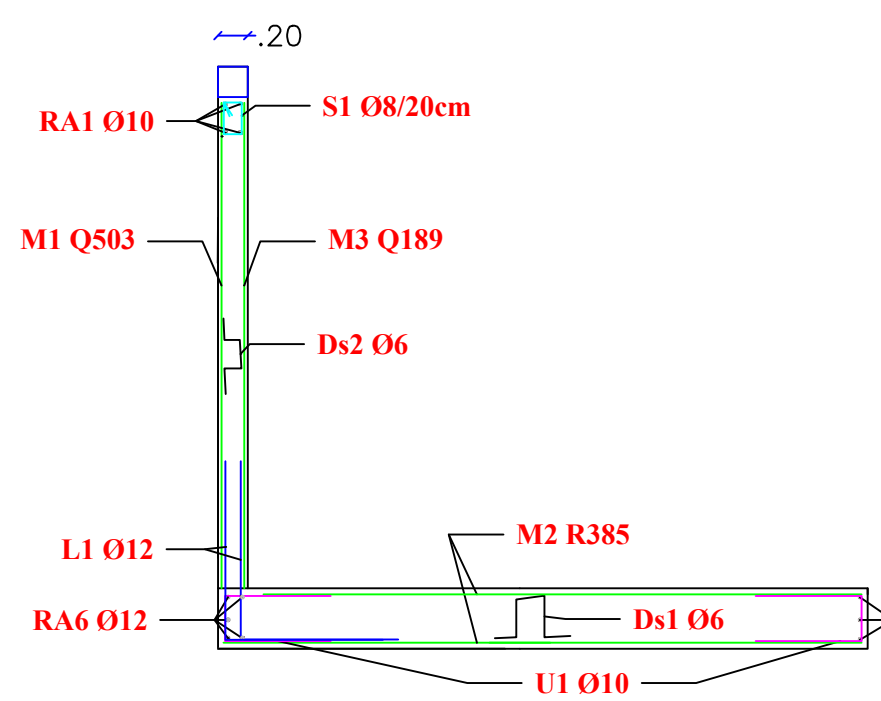 .20
RA1 Ø10
S1 Ø8/20cm
M1 Q503
M3 Q189
Ds2 Ø6
L1 Ø12
M2 R385
RA6 Ø12
Ds1 Ø6
U1 Ø10